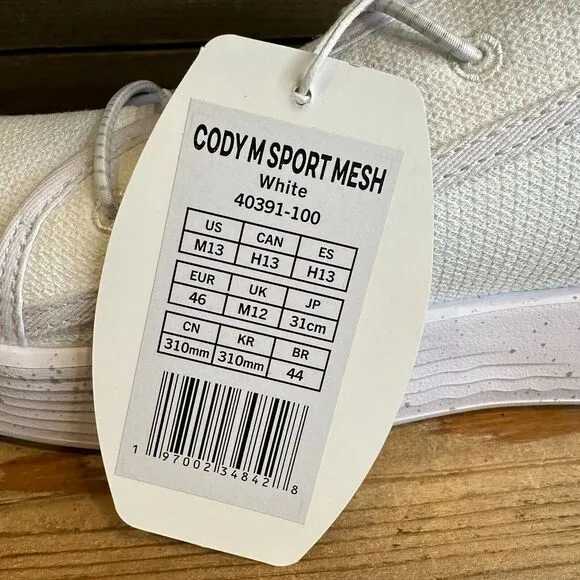 CODY M SPORT MESH
White
40391-100
US CAN ES
M13 H13 H13
EUR UK JP
46 M12 31cm
CN KR BR
310mm 310mm 44
1 97002 34842 8